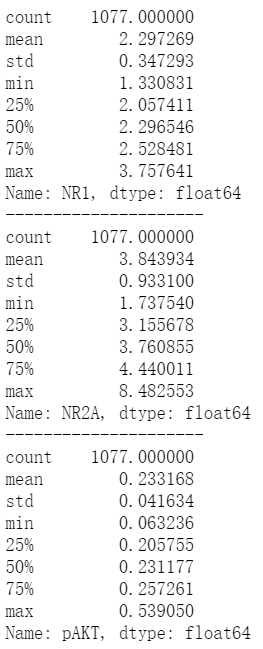 count    1077.000000
mean        2.297269
std         0.347293
min         1.330831
25%         2.057411
50%         2.296546
75%         2.528481
max         3.757641
Name: NR1, dtype: float64
---------------------
count    1077.000000
mean        3.843934
std         0.933100
min         1.737540
25%         3.155678
50%         3.760855
75%         4.440011
max         8.482553
Name: NR2A, dtype: float64
---------------------
count    1077.000000
mean        0.233168
std         0.041634
min         0.063236
25%         0.205755
50%         0.231177
75%         0.257261
max         0.539050
Name: pAKT, dtype: float64